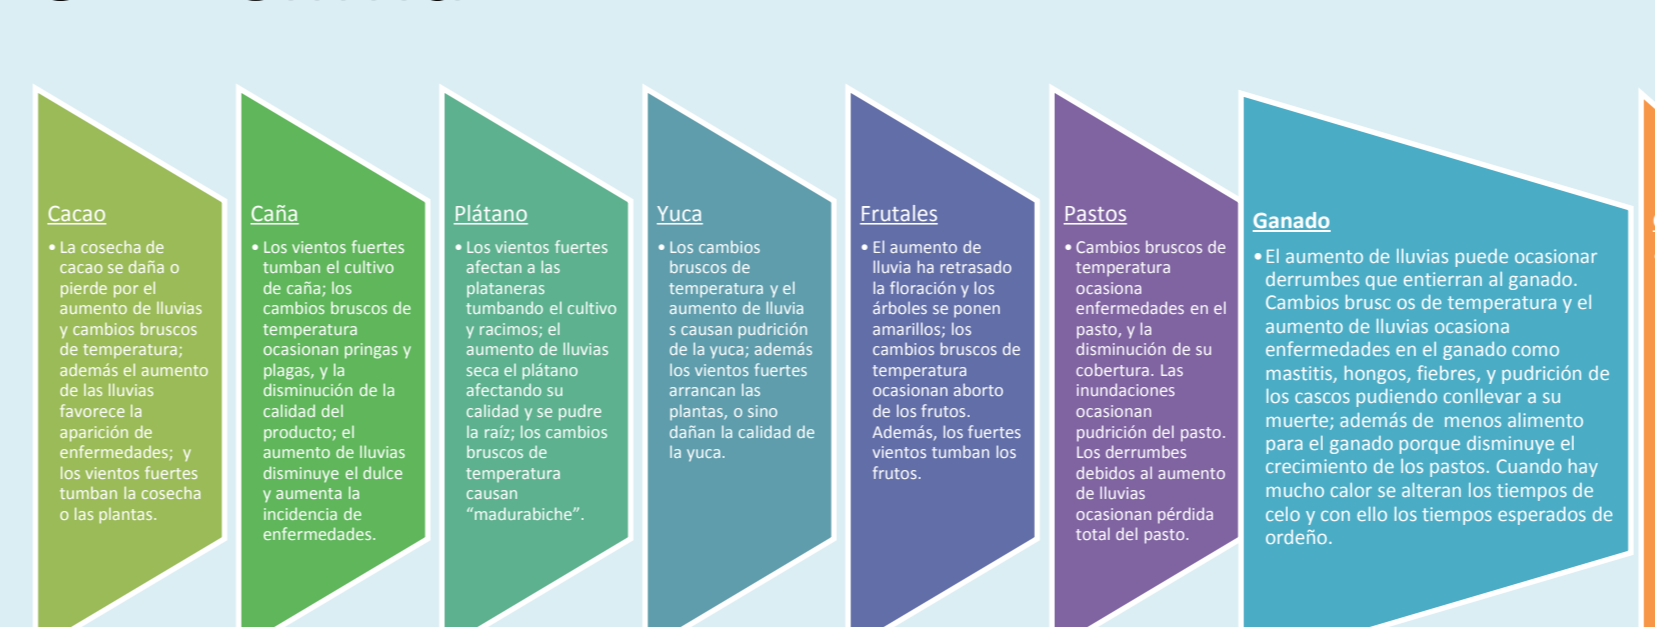 Cacao
• La cosecha de
cacao se daña o
pierde por el
aumento de lluvias
y cambios bruscos
de temperatura;
además el aumento
de las lluvias
favorece la
aparición de
enfermedades; y
los vientos fuertes
tumban la cosecha
o las plantas.
Caña
• Los vientos fuertes
tumban el cultivo
de caña; los
cambios bruscos de
temperatura
ocasionan pringas y
plagas, y la
disminución de la
calidad del
producto; el
aumento de lluvias
disminuye el dulce
y aumenta la
incidencia de
enfermedades.
Plátano
• Los vientos fuertes
afectan a las
plataneras
tumbando el cultivo
y racimos; el
aumento de lluvias
seca el plátano
afectando su
calidad y se pudre
la raíz; los cambios
bruscos de
temperatura
causan
“madurabiche”.
Yuca
• Los cambios
bruscos de
temperatura y el
aumento de lluvia
s causan pudrición
de la yuca; además
los vientos fuertes
arrancan las
plantas, o sino
dañan la calidad de
la yuca.
Frutales
• El aumento de
lluvia ha retrasado
la floración y los
árboles se ponen
amarillos; los
cambios bruscos de
temperatura
ocasionan aborto
de los frutos.
Además, los fuertes
vientos tumban los
frutos.
Pastos
• Cambios bruscos de
temperatura
ocasiona
enfermedades en el
pasto, y la
disminución de su
cobertura. Las
inundaciones
ocasionan
pudrición del pasto.
Los derrumbes
debidos al aumento
de lluvias
ocasionan pérdida
total del pasto.
Ganado
• El aumento de lluvias puede ocasionar
derrumbes que entierran al ganado.
Cambios brusc os de temperatura y el
aumento de lluvias ocasiona
enfermedades en el ganado como
mastitis, hongos, fiebres, y pudrición de
los cascos pudiendo conllevar a su
muerte; además de menos alimento
para el ganado porque disminuye el
crecimiento de los pastos. Cuando hay
mucho calor se alteran los tiempos de
celo y con ello los tiempos esperados de
ordeño.